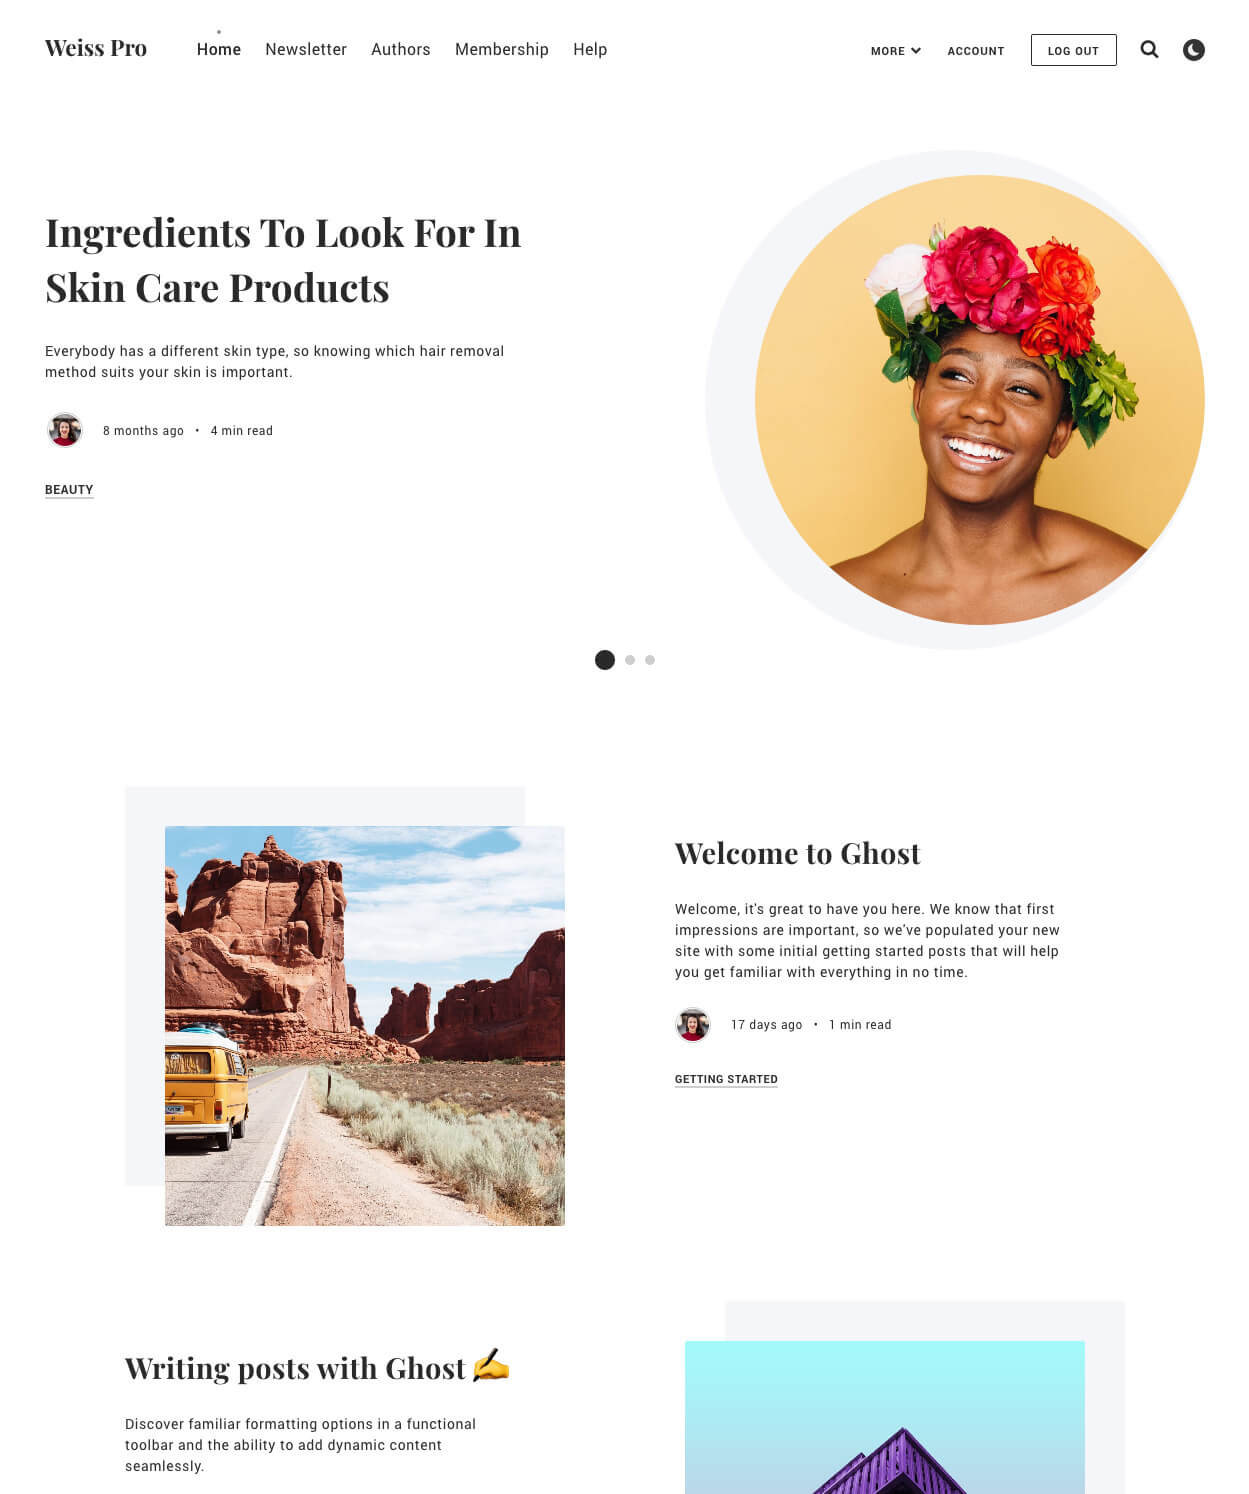 Weiss Pro
Home Newsletter Authors Membership Help
MORE ACCOUNT LOG OUT
Ingredients To Look For In
Skin Care Products
Everybody has a different skin type, so knowing which hair removal
method suits your skin is important.
8 months ago • 4 min read
BEAUTY
Welcome to Ghost
Welcome, it's great to have you here. We know that first
impressions are important, so we've populated your new
site with some initial getting started posts that will help
you get familiar with everything in no time.
17 days ago • 1 min read
GETTING STARTED
Writing posts with Ghost ✍️
Discover familiar formatting options in a functional
toolbar and the ability to add dynamic content
seamlessly.